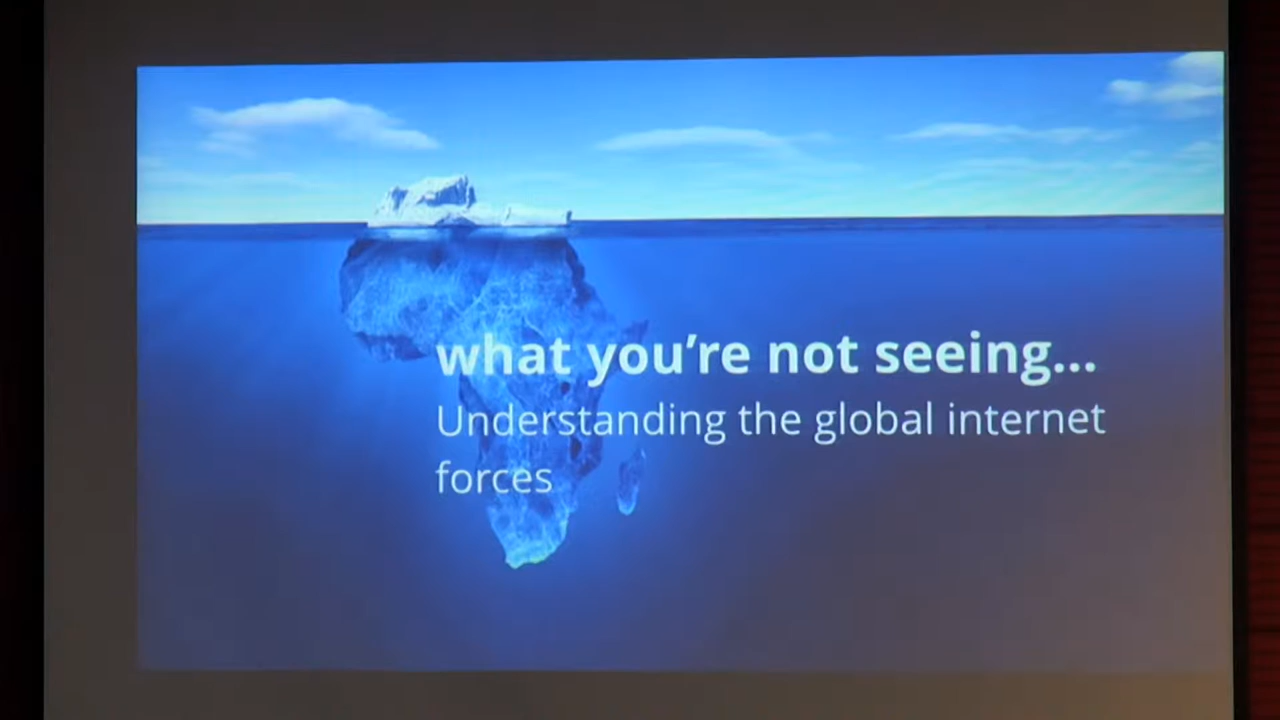 what you're not seeing...
Understanding the global internet
forces